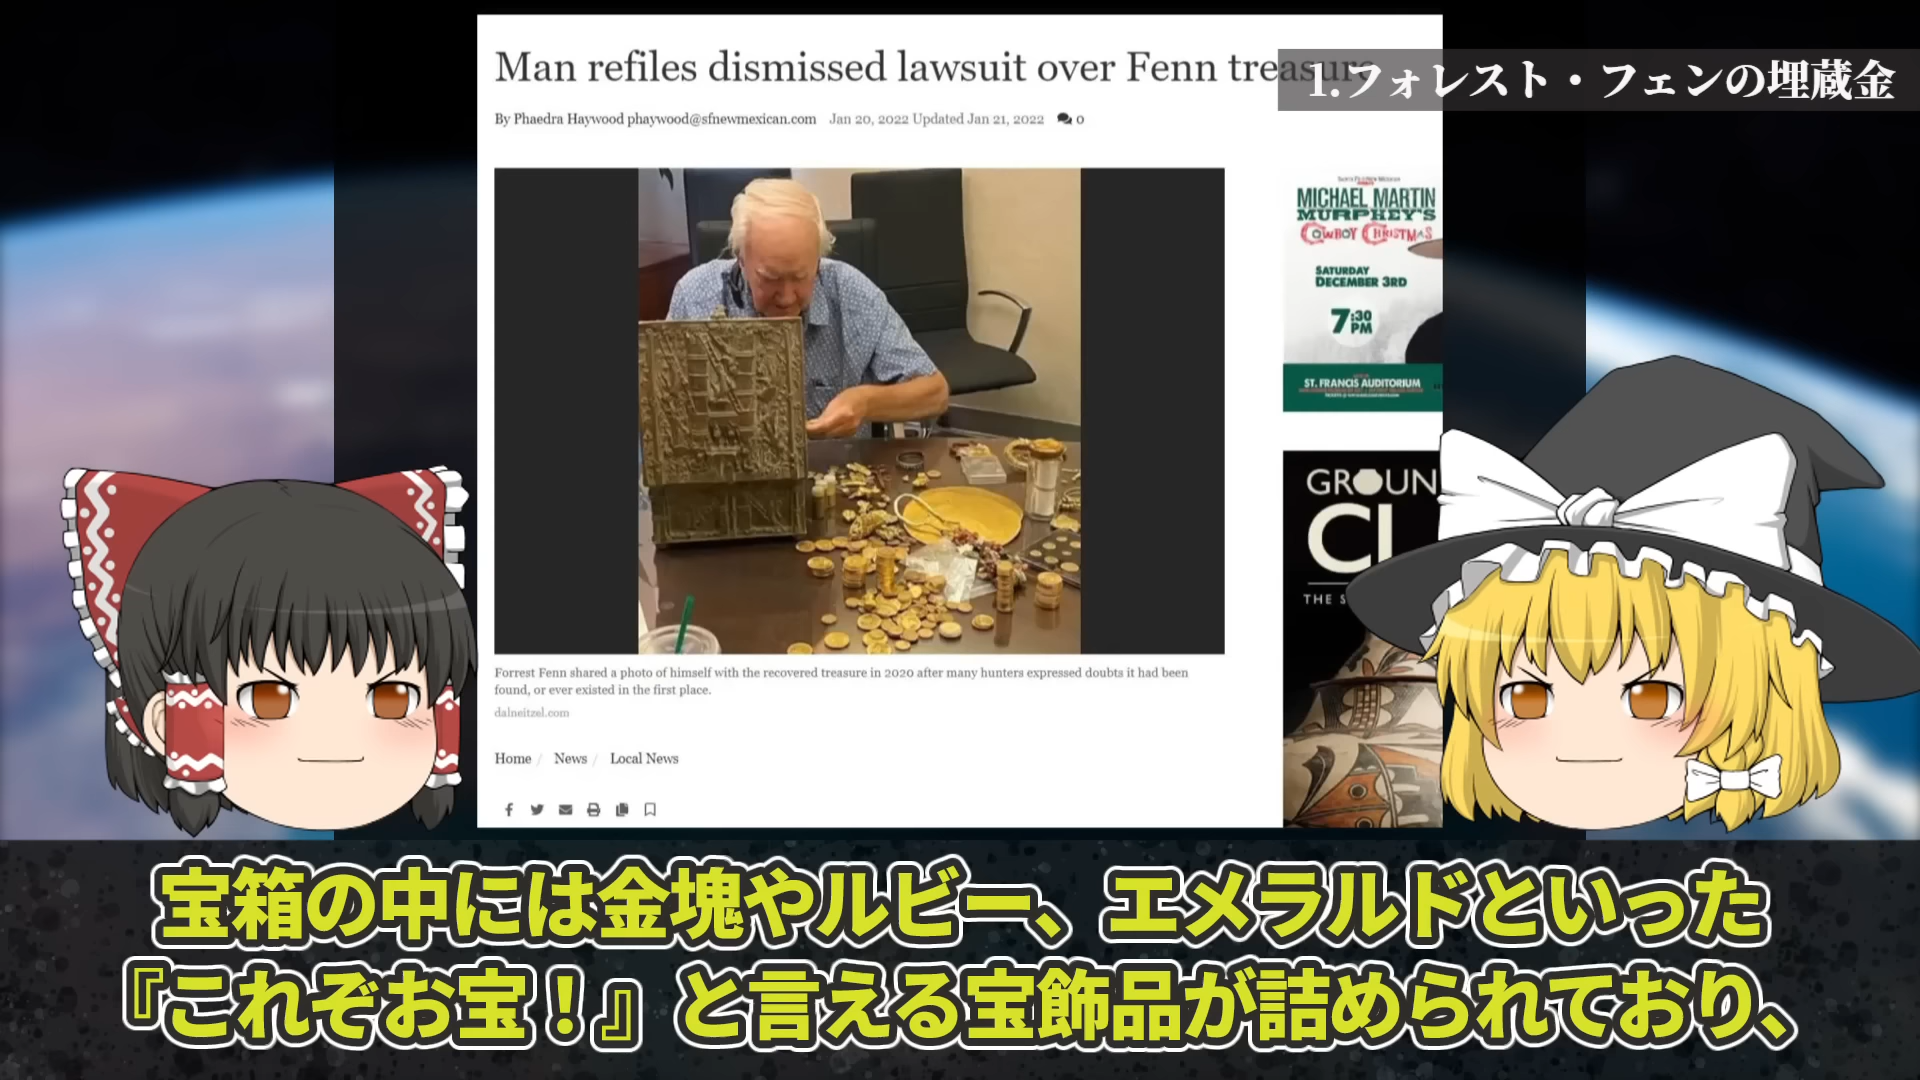 Man refiles dismissed lawsuit over Fenn treasure
1.フォレスト・フェンの埋蔵金
By Phaedra Haywood phaywood@sfnewmexican.com Jan 20, 2022 Updated Jan 21, 2022 0
MICHAEL MARTIN
MURPHEY'S
COWBOY CHRISTMAS
SATURDAY
DECEMBER 3RD
7:30
PM
ST. FRANCIS AUDITORIUM
GROUN
CL
THE S
Forrest Fenn shared a photo of himself with the recovered treasure in 2020 after many hunters expressed doubts it had been
found, or ever existed in the first place.
dalneitzel.com
Home / News / Local News
宝箱の中には金塊やルビー、エメラルドといった
『これぞお宝！』と言える宝飾品が詰められており、